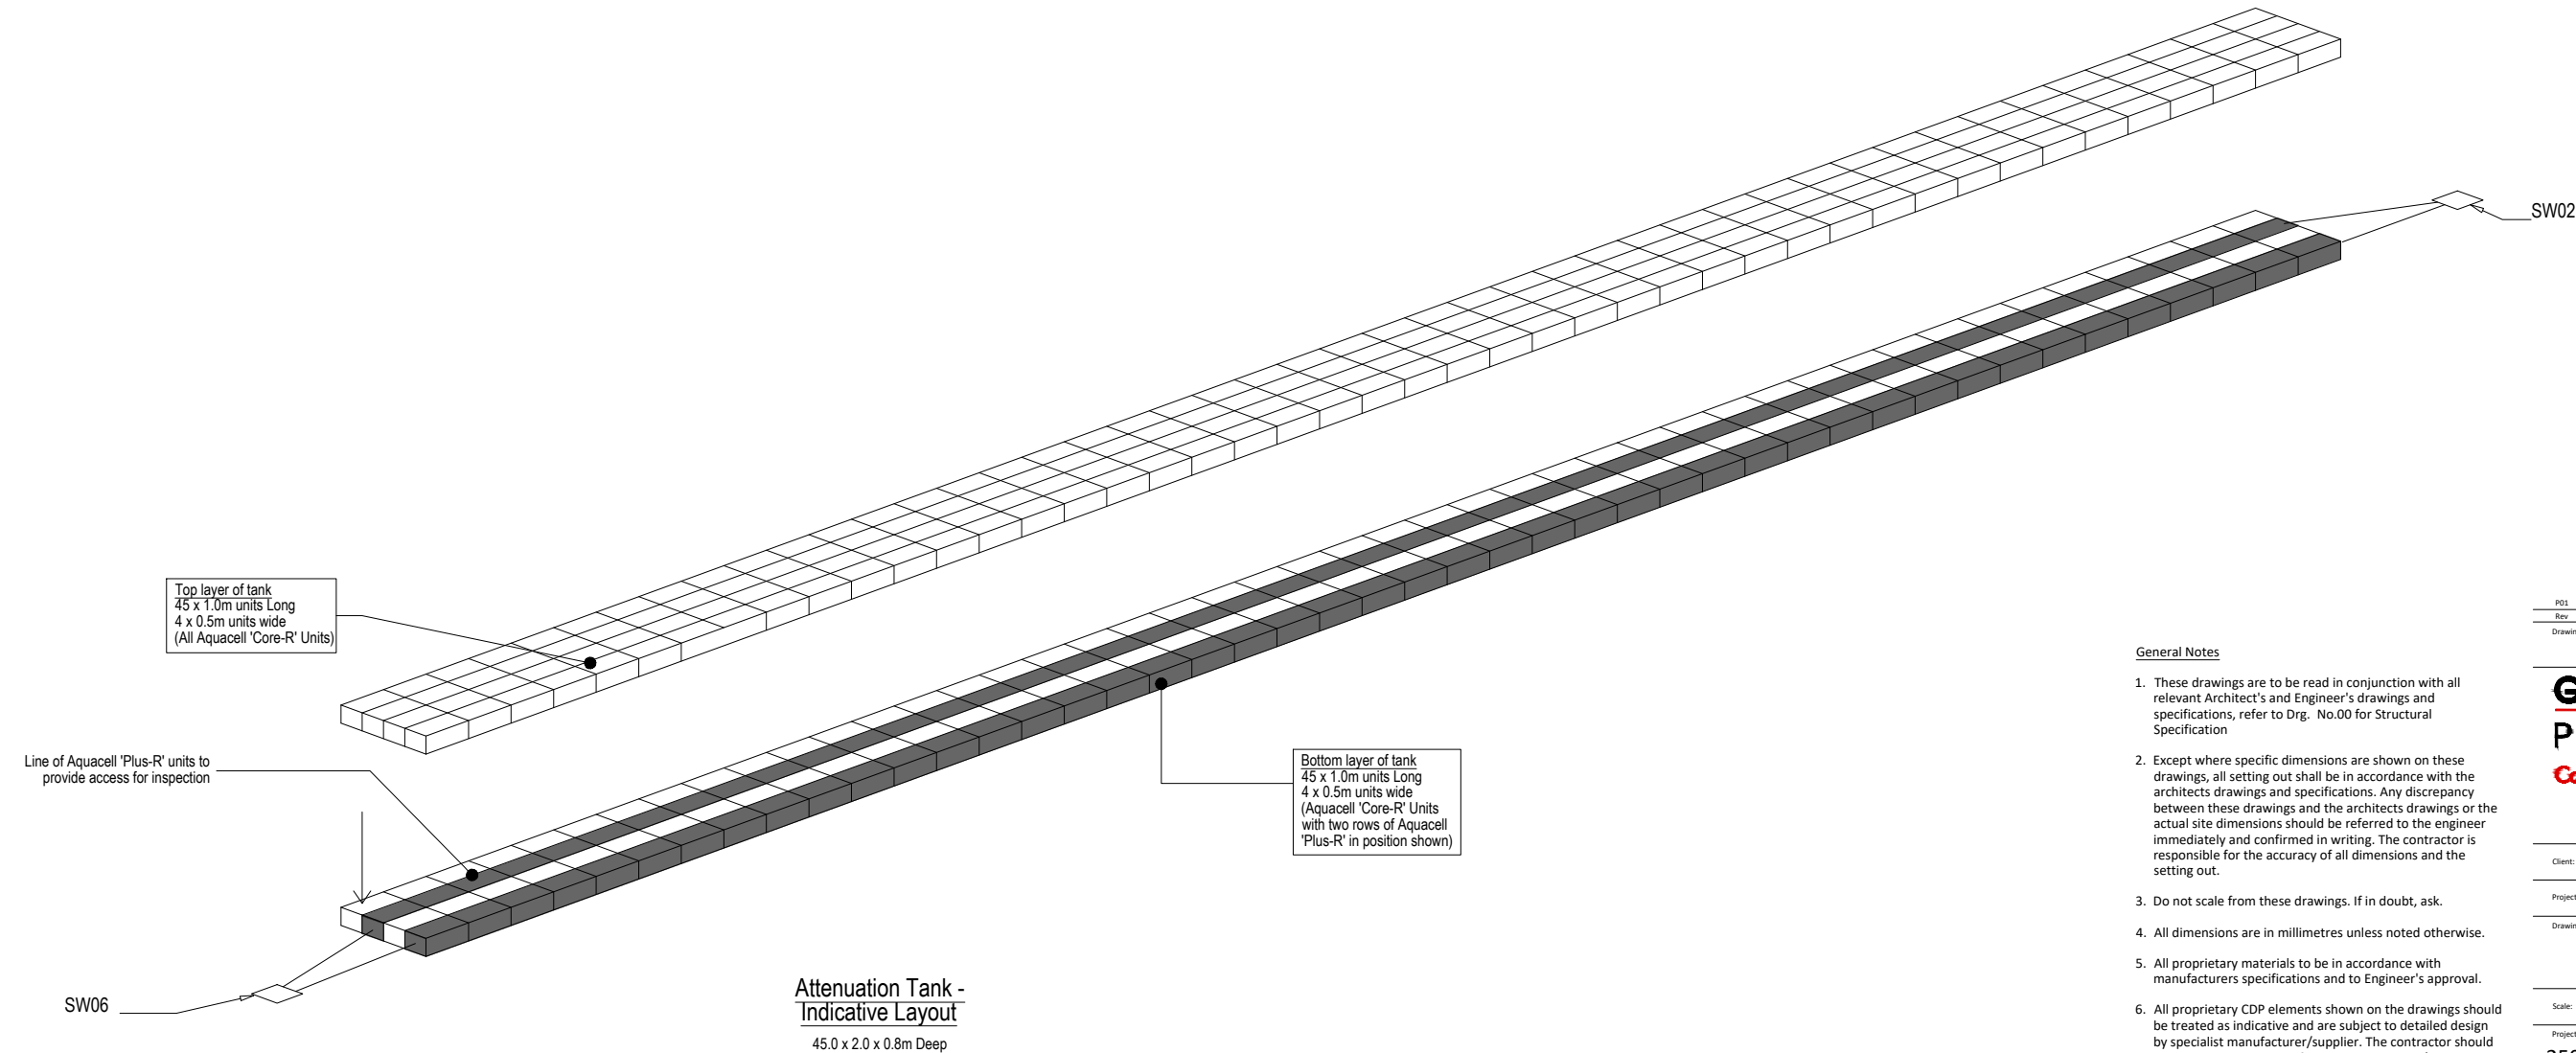 SW02
Top layer of tank
45 x 1.0m units Long
4 x 0.5m units wide
(All Aquacell 'Core-R' Units)
Line of Aquacell 'Plus-R' units to
provide access for inspection
Bottom layer of tank
45 x 1.0m units Long
4 x 0.5m units wide
(Aquacell 'Core-R' Units
with two rows of Aquacell
'Plus-R' in position shown)
SW06
Attenuation Tank -
Indicative Layout
45.0 x 2.0 x 0.8m Deep
General Notes
1. These drawings are to be read in conjunction with all
relevant Architect's and Engineer's drawings and
specifications, refer to Drg. No.00 for Structural
Specification
2. Except where specific dimensions are shown on these
drawings, all setting out shall be in accordance with the
architects drawings and specifications. Any discrepancy
between these drawings and the architects drawings or the
actual site dimensions should be referred to the engineer
immediately and confirmed in writing. The contractor is
responsible for the accuracy of all dimensions and the
setting out.
3. Do not scale from these drawings. If in doubt, ask.
4. All dimensions are in millimetres unless noted otherwise.
5. All proprietary materials to be in accordance with
manufacturers specifications and to Engineer's approval.
6. All proprietary CDP elements shown on the drawings should
be treated as indicative and are subject to detailed design
by specialist manufacturer/supplier. The contractor should
P01
Rev
G
P
Client:
Scale: